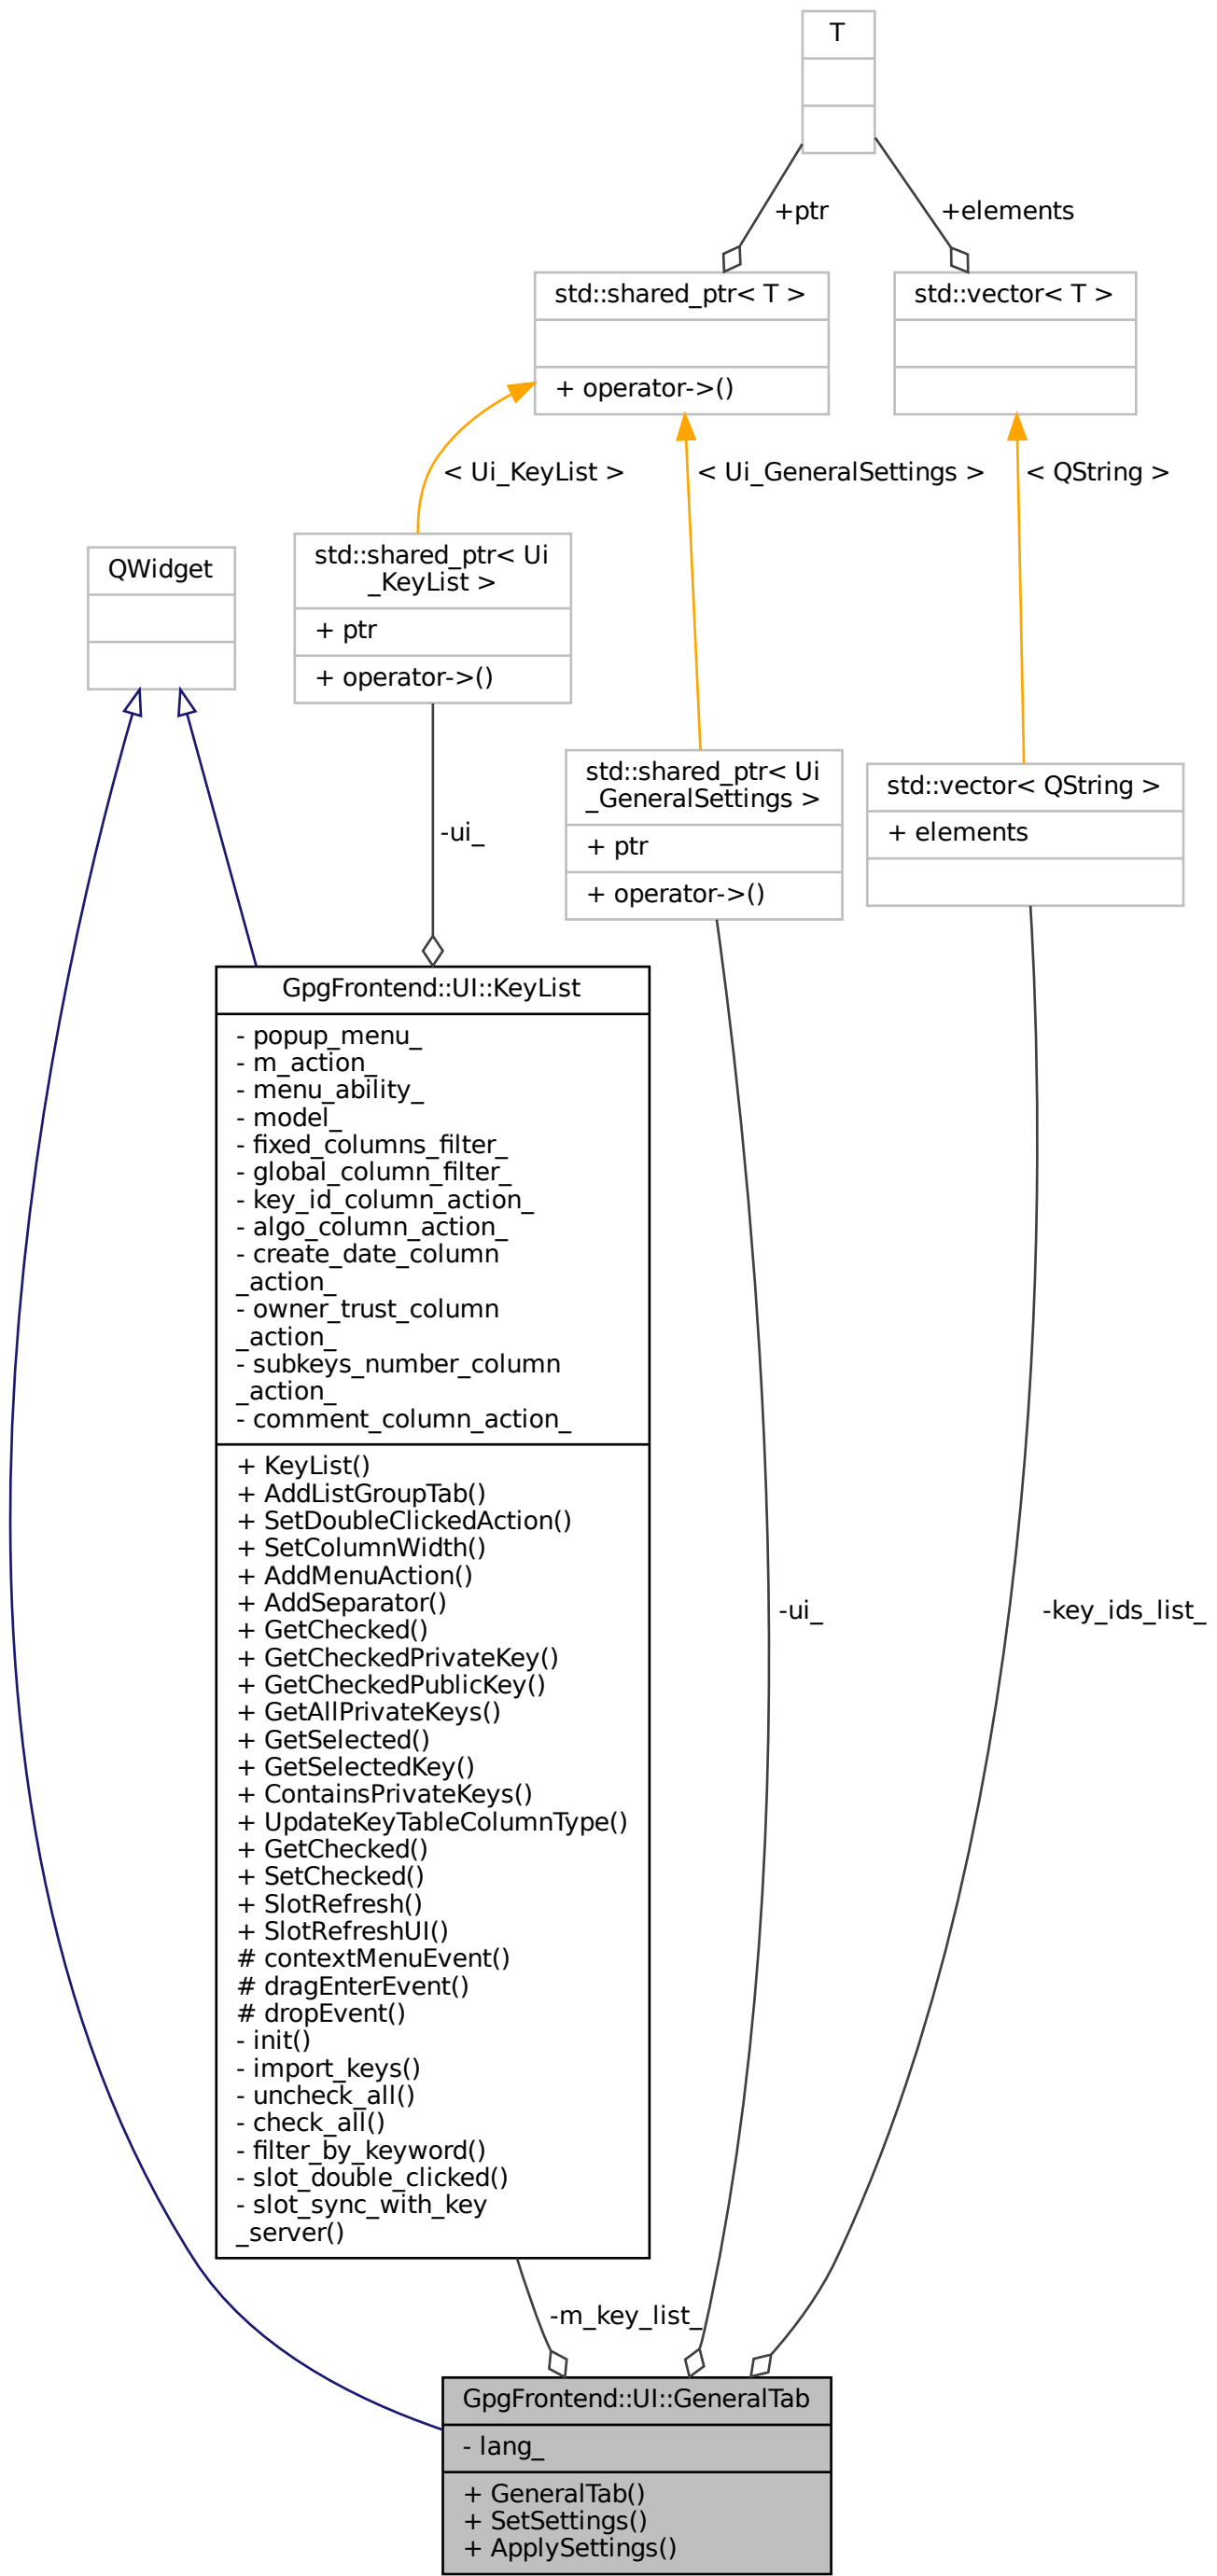 T
+ptr
+elements
std::shared_ptr< T >
+ operator->()
std::vector< T >
< Ui_KeyList >
< Ui_GeneralSettings >
< QString >
QWidget
std::shared_ptr< Ui
_KeyList >
+ ptr
+ operator->()
std::shared_ptr< Ui
_GeneralSettings >
+ ptr
+ operator->()
std::vector< QString >
+ elements
-ui_
GpgFrontend::UI::KeyList
- popup_menu_
- m_action_
- menu_ability_
- model_
- fixed_columns_filter_
- global_column_filter_
- key_id_column_action_
- algo_column_action_
- create_date_column
_action_
- owner_trust_column
_action_
- subkeys_number_column
_action_
- comment_column_action_
+ KeyList()
+ AddListGroupTab()
+ SetDoubleClickedAction()
+ SetColumnWidth()
+ AddMenuAction()
+ AddSeparator()
+ GetChecked()
+ GetCheckedPrivateKey()
+ GetCheckedPublicKey()
+ GetAllPrivateKeys()
+ GetSelected()
+ GetSelectedKey()
+ ContainsPrivateKeys()
+ UpdateKeyTableColumnType()
+ GetChecked()
+ SetChecked()
+ SlotRefresh()
+ SlotRefreshUI()
# contextMenuEvent()
# dragEnterEvent()
# dropEvent()
- init()
- import_keys()
- uncheck_all()
- check_all()
- filter_by_keyword()
- slot_double_clicked()
- slot_sync_with_key
_server()
-ui_
-key_ids_list_
-m_key_list_
GpgFrontend::UI::GeneralTab
- lang_
+ GeneralTab()
+ SetSettings()
+ ApplySettings()